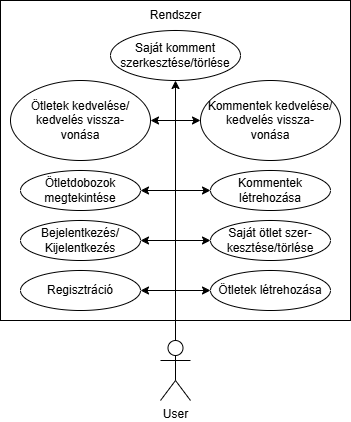 Rendszer
Saját komment
szerkesztése/törlése
Ötletek kedvelése/
kedvelés vissza-
vonása
Kommentek kedvelése/
kedvelés vissza-
vonása
Ötletdobozok
megtekintése
Kommentek
létrehozása
Bejelentkezés/
Kijelentkezés
Saját ötlet szer-
kesztése/törlése
Regisztráció
Ötletek létrehozása
User